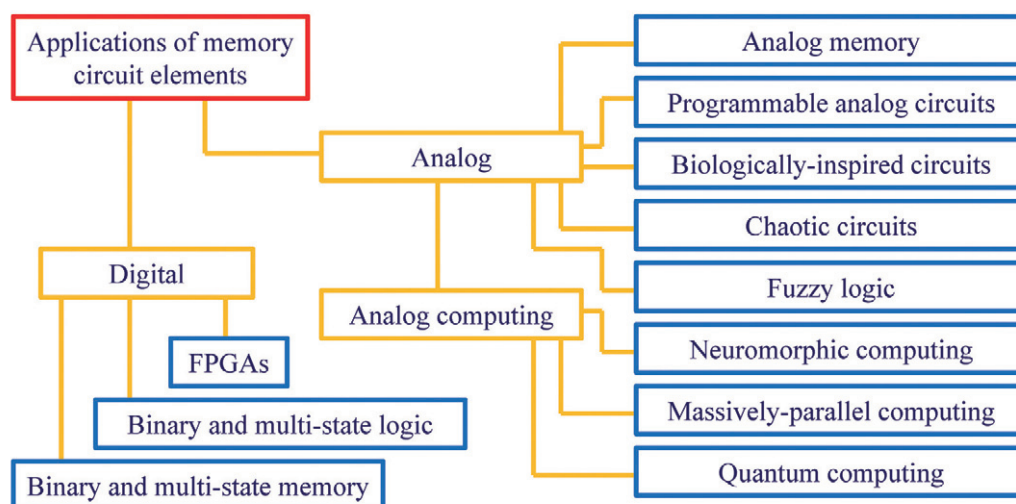 Applications of memory
circuit elements
Analog memory
Programmable analog circuits
Analog
Biologically-inspired circuits
Chaotic circuits
Digital
Fuzzy logic
Analog computing
FPGAs
Neuromorphic computing
Binary and multi-state logic
Massively-parallel computing
Binary and multi-state memory
Quantum computing